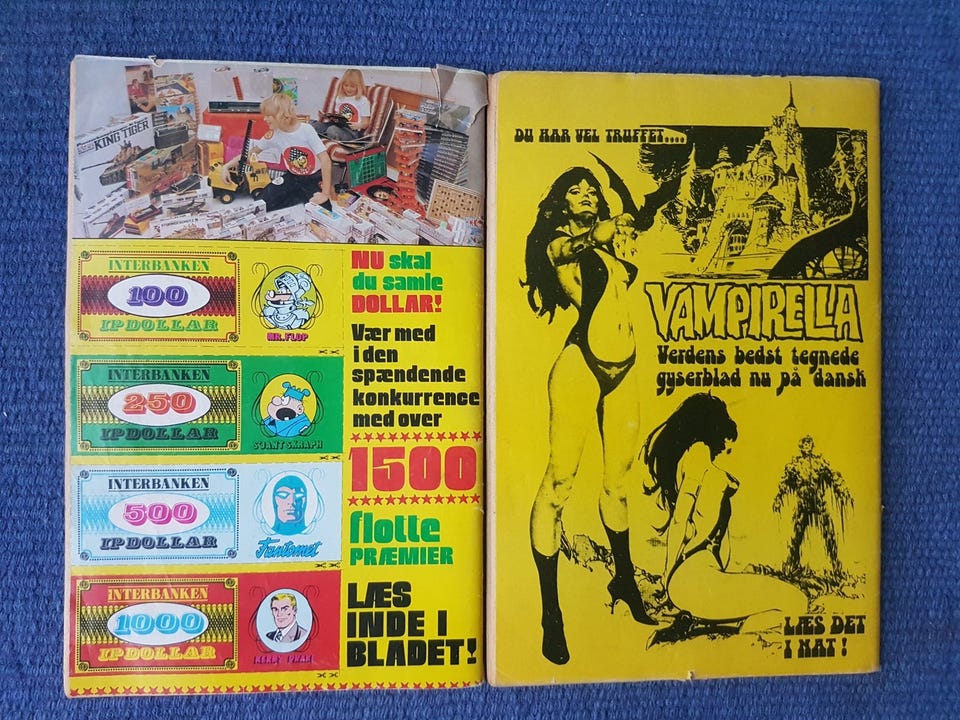 KING TIGER
INTERBANKEN
100
IPDOLLAR
MR. FLOP
INTERBANKEN
250
IPDOLLAR
INTERBANKEN
500
IPDOLLAR
Fantomet
INTERBANKEN
1000
IPDOLLAR
NU skal
du samle
DOLLAR!
Vær med
i den
spændende
konkurrence
med over
1500
flotte
PRÆMIER
LÆS
INDE I
BLADET!
DU HAR VEL TRUFFET....
VAMPIRELLA
Verdens bedst tegnede
gyserblad nu på dansk
LÆS DET
I NAT!